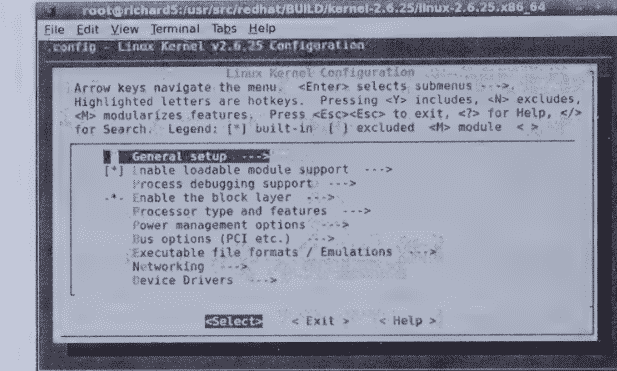 root@richard5:/usr/src/redhat/BUILD/kernel-2.6.25/linux-2.6.25.x86_64
File Edit View Terminal Tabs Help
.config - Linux Kernel v2.6.25 Configuration
Linux Kernel Configuration
Arrow keys navigate the menu. <Enter> selects submenus --->.
Highlighted letters are hotkeys. Pressing <Y> includes, <N> excludes,
<M> modularizes features. Press <Esc><Esc> to exit, <?> for Help, </>
for Search. Legend: [*] built-in [ ] excluded <M> module < >
General setup --->
[*] Enable loadable module support --->
Process debugging support --->
-*- Enable the block layer --->
Processor type and features --->
Power management options --->
Bus options (PCI etc.) --->
Executable file formats / Emulations --->
Networking --->
Device Drivers --->
<Select> < Exit > < Help >